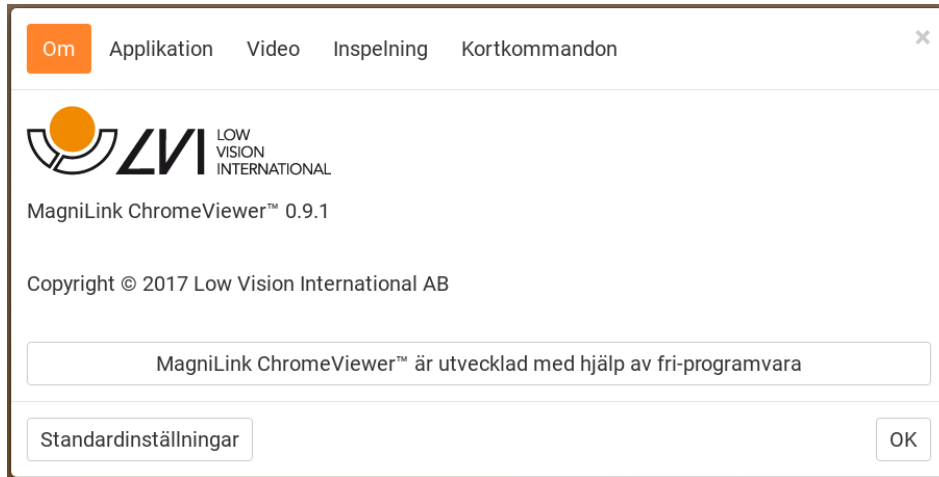 Om Applikation Video Inspelning Kortkommandon ×
LVI LOW
VISION
INTERNATIONAL
MagniLink ChromeViewer™ 0.9.1
Copyright © 2017 Low Vision International AB
MagniLink ChromeViewer™ är utvecklad med hjälp av fri-programvara
Standardinställningar OK